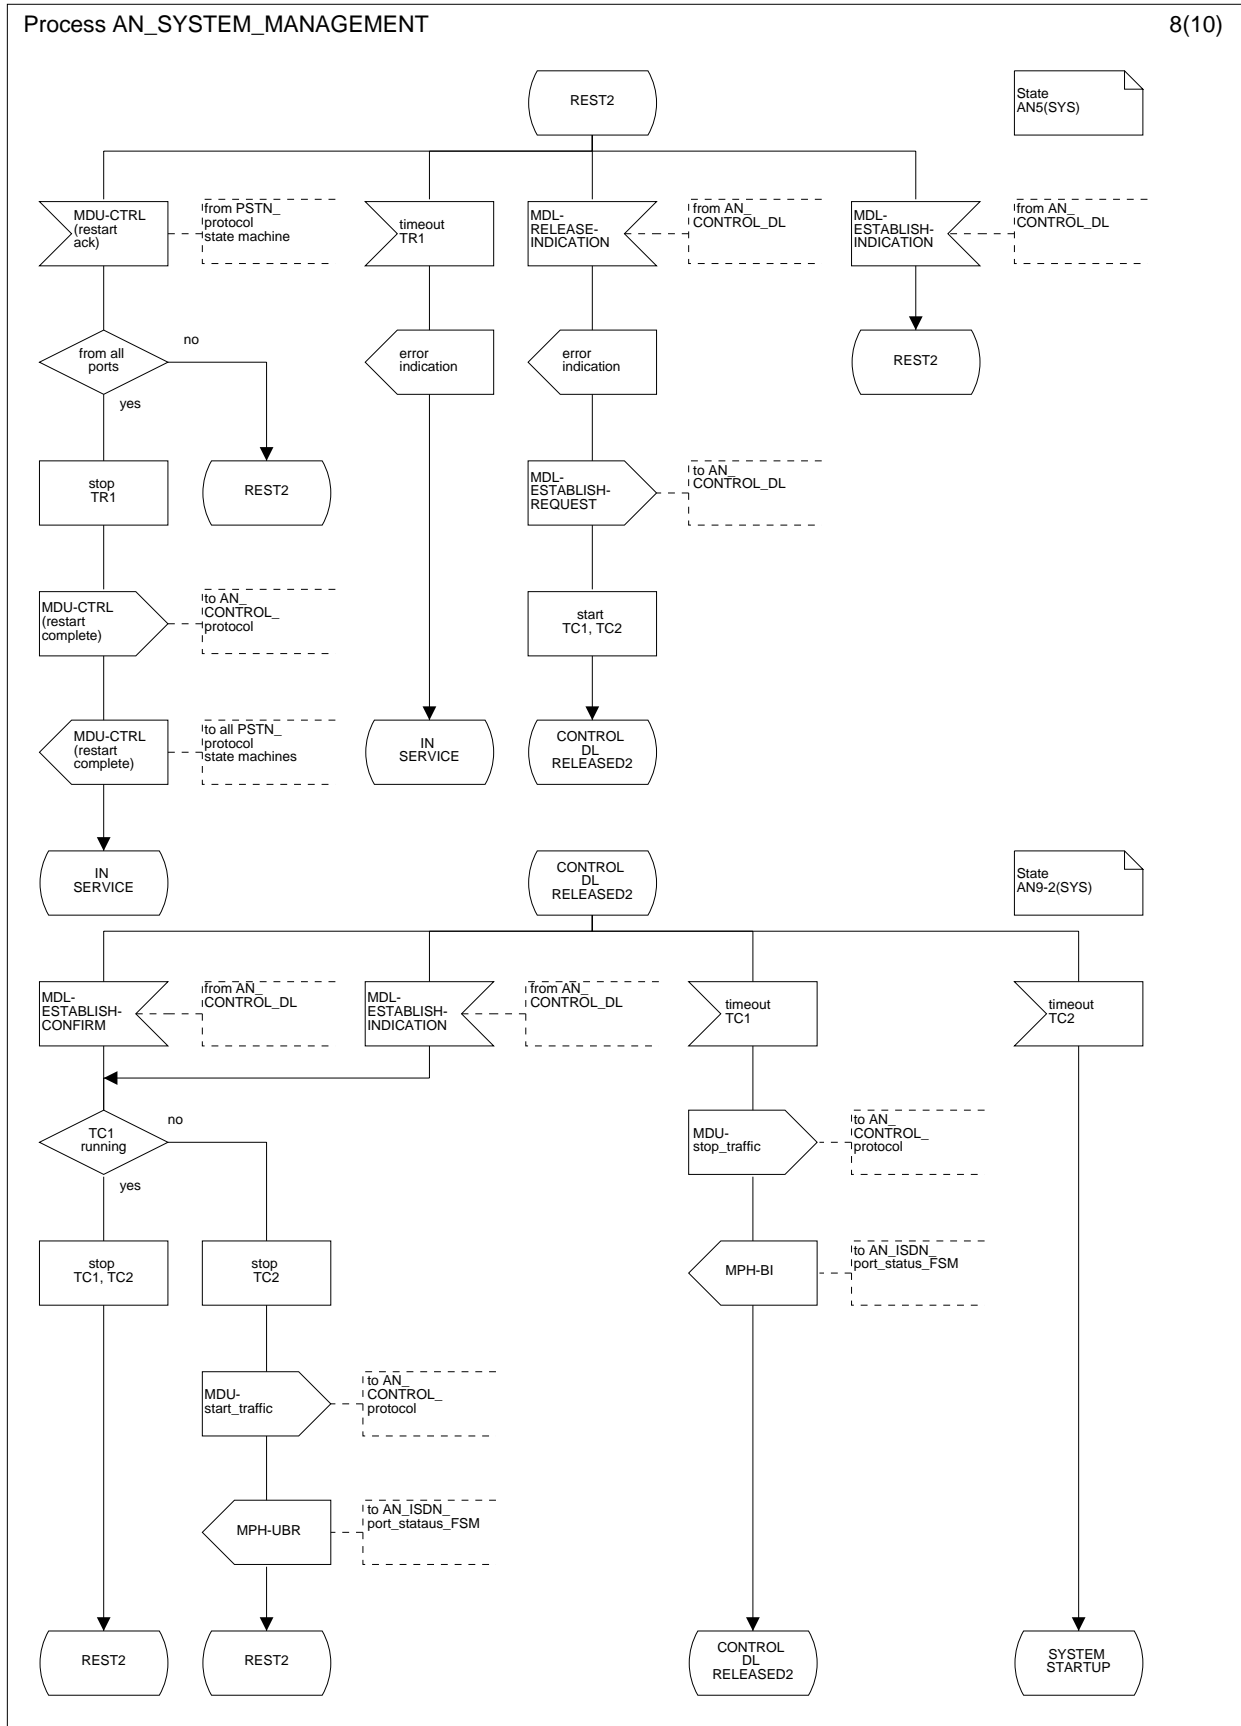 Process AN_SYSTEM_MANAGEMENT
8(10)
REST2
State
AN5(SYS)
MDU-CTRL
(restart
ack)
from PSTN_
protocol
state machine
timeout
TR1
MDL-
RELEASE-
INDICATION
from AN_
CONTROL_DL
MDL-
ESTABLISH-
INDICATION
from AN_
CONTROL_DL
from all
ports
no
yes
error
indication
error
indication
REST2
stop
TR1
REST2
MDL-
ESTABLISH-
REQUEST
to AN_
CONTROL_DL
MDU-CTRL
(restart
complete)
to AN_
CONTROL_
protocol
start
TC1, TC2
MDU-CTRL
(restart
complete)
to all PSTN_
protocol
state machines
IN
SERVICE
CONTROL
DL
RELEASED2
IN
SERVICE
CONTROL
DL
RELEASED2
State
AN9-2(SYS)
MDL-
ESTABLISH-
CONFIRM
from AN_
CONTROL_DL
MDL-
ESTABLISH-
INDICATION
from AN_
CONTROL_DL
timeout
TC1
timeout
TC2
TC1
running
no
yes
MDU-
stop_traffic
to AN_
CONTROL_
protocol
stop
TC1, TC2
stop
TC2
MPH-BI
to AN_ISDN_
port_status_FSM
MDU-
start_traffic
to AN_
CONTROL_
protocol
MPH-UBR
to AN_ISDN_
port_stataus_FSM
REST2
REST2
CONTROL
DL
RELEASED2
SYSTEM
STARTUP